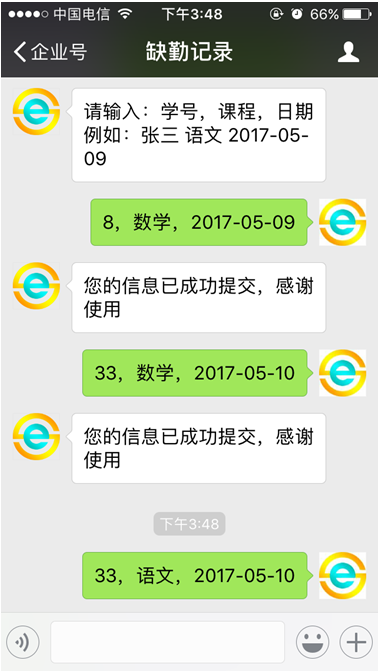 中国电信 下午3:48 66%
企业号 缺勤记录
请输入：学号，课程，日期
例如：张三 语文 2017-05-
09
8，数学，2017-05-09
您的信息已成功提交，感谢
使用
33，数学，2017-05-10
您的信息已成功提交，感谢
使用
下午3:48
33，语文，2017-05-10